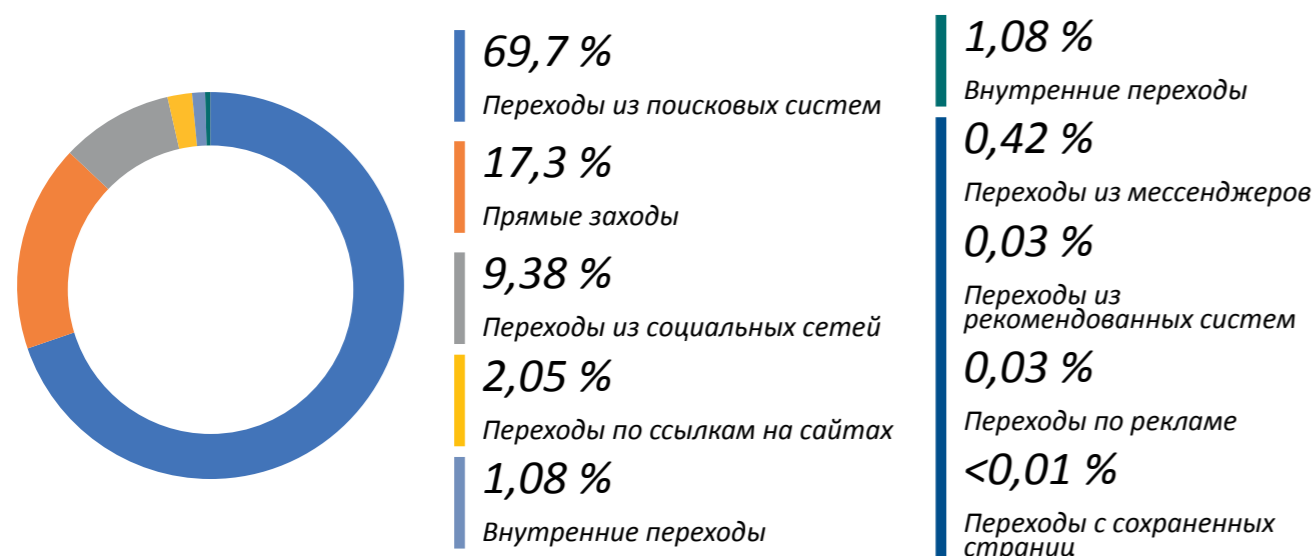 69,7 %
Переходы из поисковых систем
17,3 %
Прямые заходы
9,38 %
Переходы из социальных сетей
2,05 %
Переходы по ссылкам на сайтах
1,08 %
Внутренние переходы
1,08 %
Внутренние переходы
0,42 %
Переходы из мессенджеров
0,03 %
Переходы из
рекомендованных систем
0,03 %
Переходы по рекламе
<0,01 %
Переходы с сохраненных
страниц